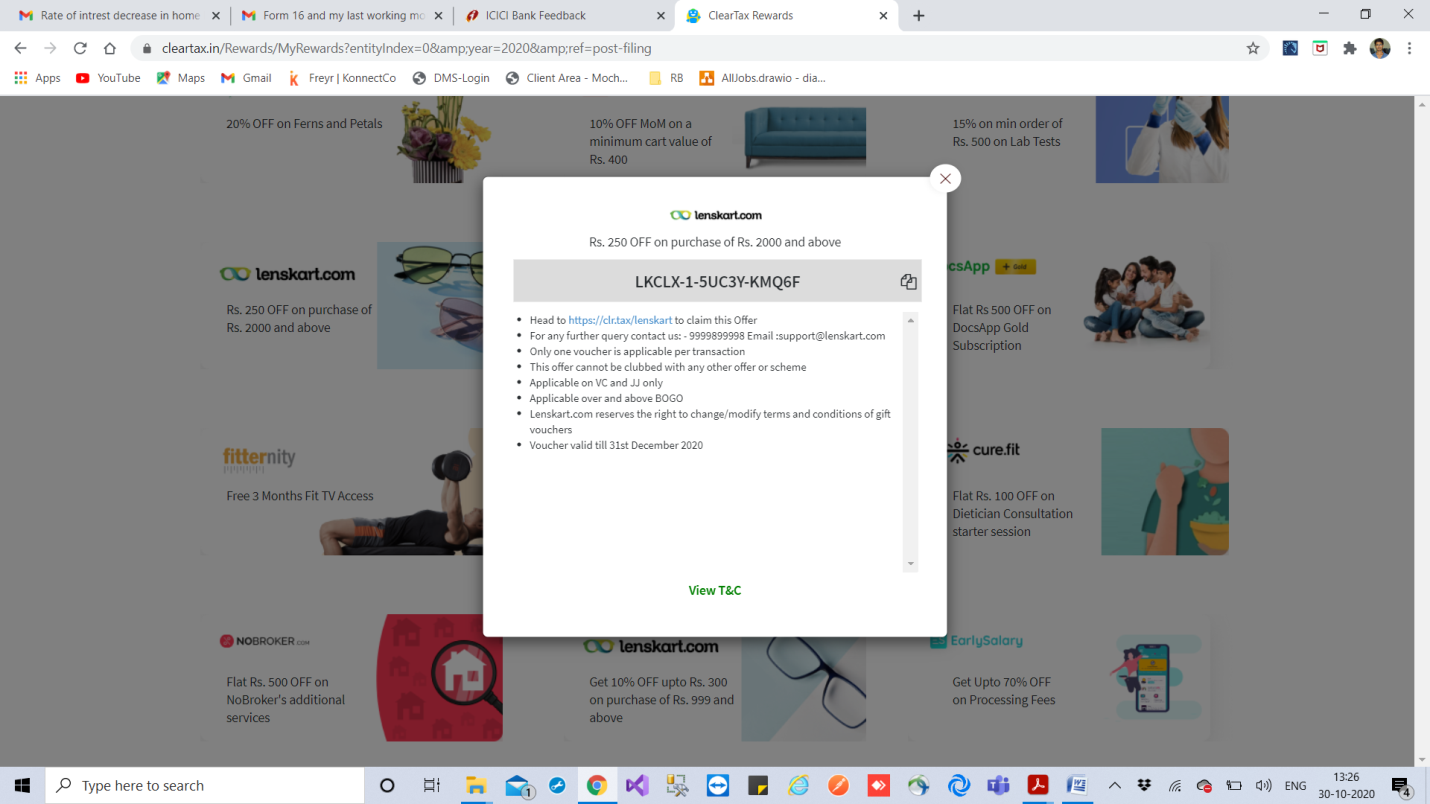 Rate of intrest decrease in home
Form 16 and my last working mo
ICICI Bank Feedback
ClearTax Rewards
cleartax.in/Rewards/MyRewards?entityIndex=0&amp;year=2020&amp;ref=post-filing
Apps
YouTube
Maps
Gmail
Freyr | KonnectCo
DMS-Login
Client Area - Moch...
RB
AllJobs.drawio - dia...
20% OFF on Ferns and Petals
10% OFF MoM on a
minimum cart value of
Rs. 400
15% on min order of
Rs. 500 on Lab Tests
lenskart.com
Rs. 250 OFF on purchase of Rs. 2000 and above
LKCLX-1-5UC3Y-KMQ6F
Head to https://clr.tax/lenskart to claim this Offer
For any further query contact us: - 9999899998 Email :support@lenskart.com
Only one voucher is applicable per transaction
This offer cannot be clubbed with any other offer or scheme
Applicable on VC and JJ only
Applicable over and above BOGO
Lenskart.com reserves the right to change/modify terms and conditions of gift
vouchers
Voucher valid till 31st December 2020
View T&C
lenskart.com
Rs. 250 OFF on purchase of
Rs. 2000 and above
csApp
+ Gold
Flat Rs 500 OFF on
DocsApp Gold
Subscription
fitternity
Free 3 Months Fit TV Access
cure.fit
Flat Rs. 100 OFF on
Dietician Consultation
starter session
NOBROKER.COM
Flat Rs. 500 OFF on
NoBroker's additional
services
lenskart.com
Get 10% OFF upto Rs. 300
on purchase of Rs. 999 and
above
EarlySalary
Get Upto 70% OFF
on Processing Fees
Type here to search
1
ENG
13:26
30-10-2020
4